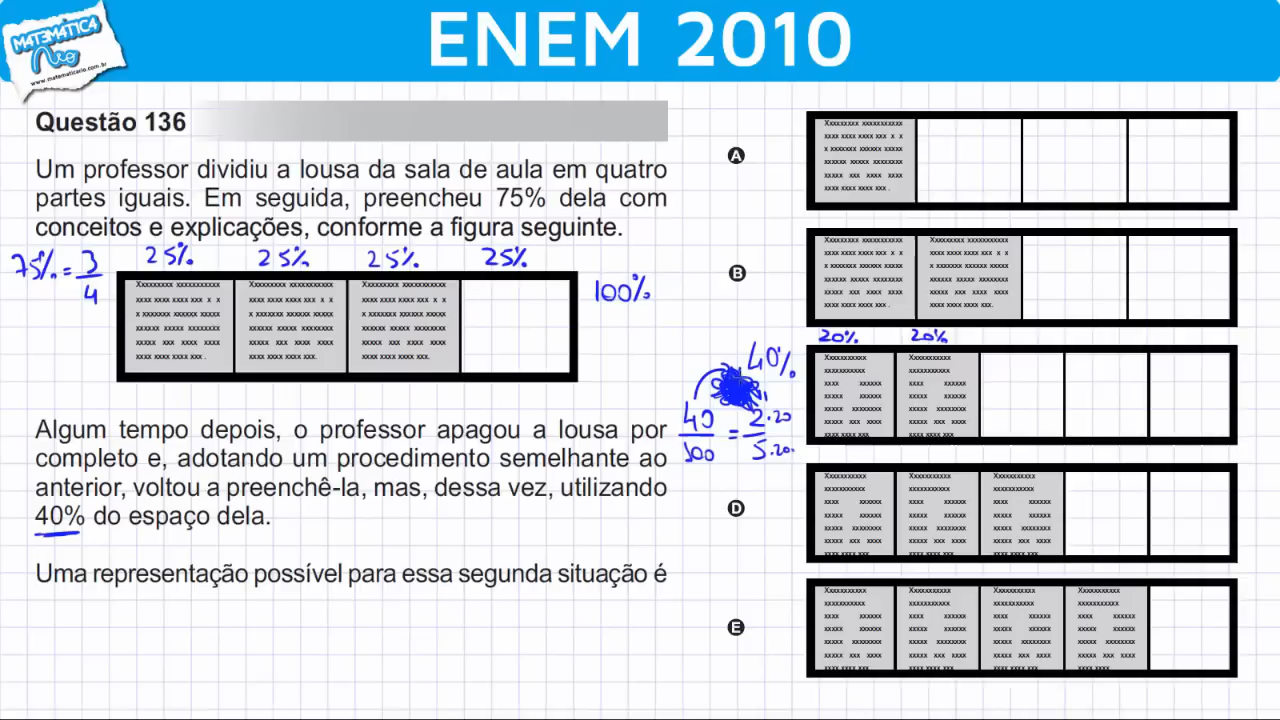 MATEMÁTICA
Rio
www.matematicario.com.br
ENEM 2010
Questão 136
Um professor dividiu a lousa da sala de aula em quatro
partes iguais. Em seguida, preencheu 75% dela com
conceitos e explicações, conforme a figura seguinte.
75% = 3/4
25% 25% 25% 25%
100%
Algum tempo depois, o professor apagou a lousa por
completo e, adotando um procedimento semelhante ao
anterior, voltou a preenchê-la, mas, dessa vez, utilizando
40% do espaço dela.
Uma representação possível para essa segunda situação é
A
B
20% 20%
40%
40/100 = 2.20/5.20
D
E